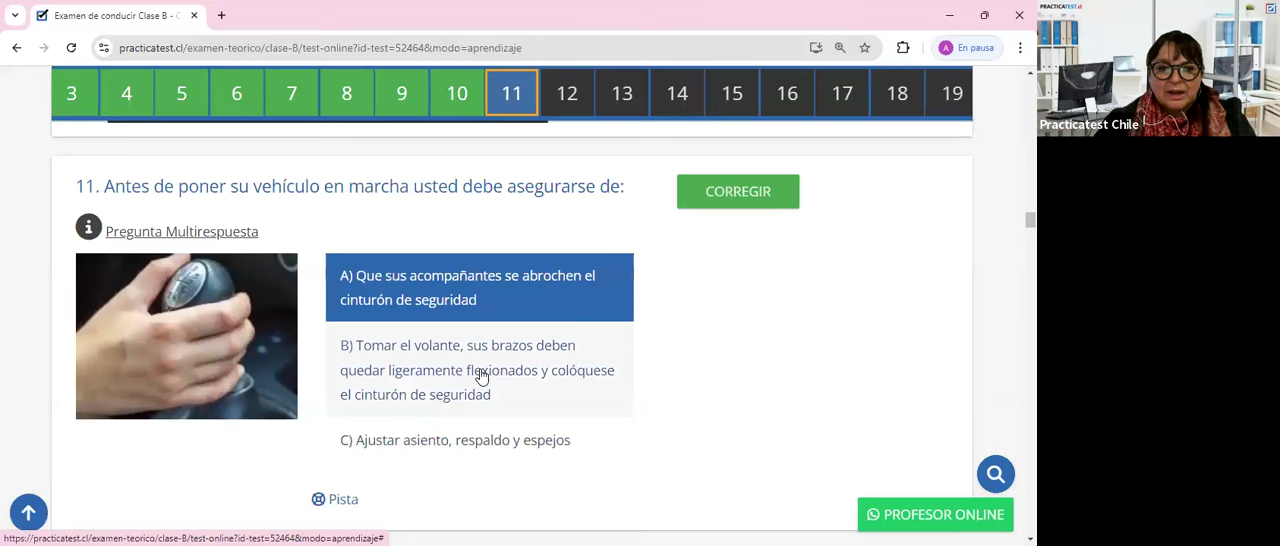 Examen de conducir Clase B - C
practicatest.cl/examen-teorico/clase-B/test-online?id-test=52464&modo=aprendizaje
A
En pausa
PRACTICATEST.CL
Practicatest Chile
3 4 5 6 7 8 9 10 11 12 13 14 15 16 17 18 19
11. Antes de poner su vehículo en marcha usted debe asegurarse de:
CORREGIR
Pregunta Multirespuesta
A) Que sus acompañantes se abrochen el
cinturón de seguridad
B) Tomar el volante, sus brazos deben
quedar ligeramente flexionados y colóquese
el cinturón de seguridad
C) Ajustar asiento, respaldo y espejos
Pista
PROFESOR ONLINE
https://practicatest.cl/examen-teorico/clase-B/test-online?id-test=52464&modo=aprendizaje#